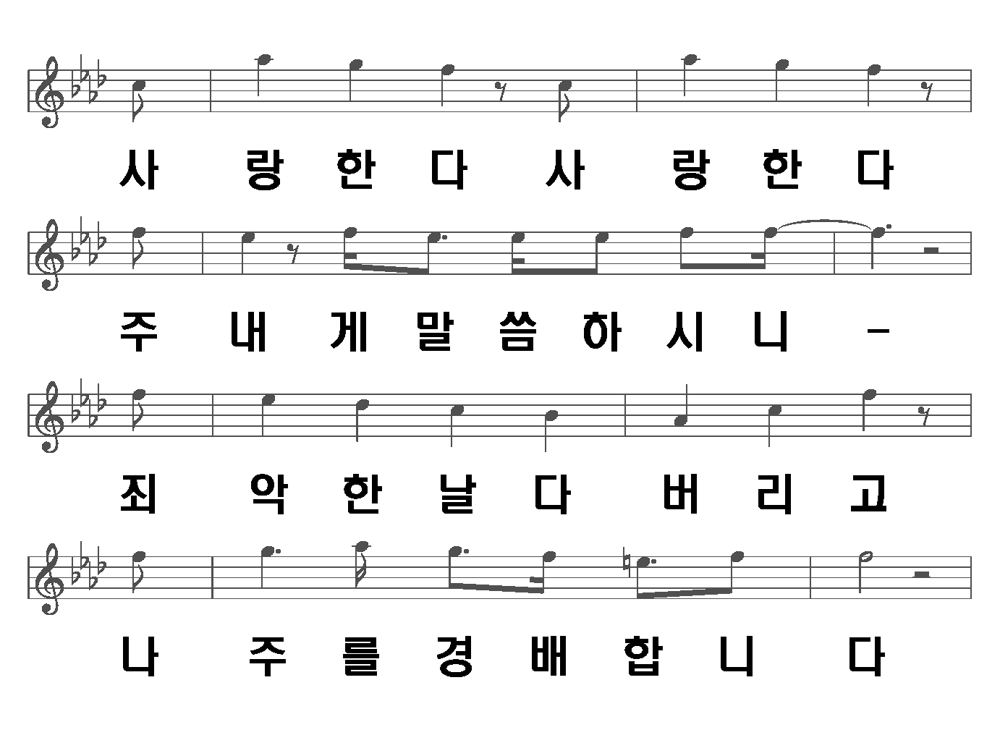 사 랑 한 다 사 랑 한 다
주 내 게 말 씀 하 시 니 -
죄 악 한 날 다 버 리 고
나 주 를 경 배 합 니 다